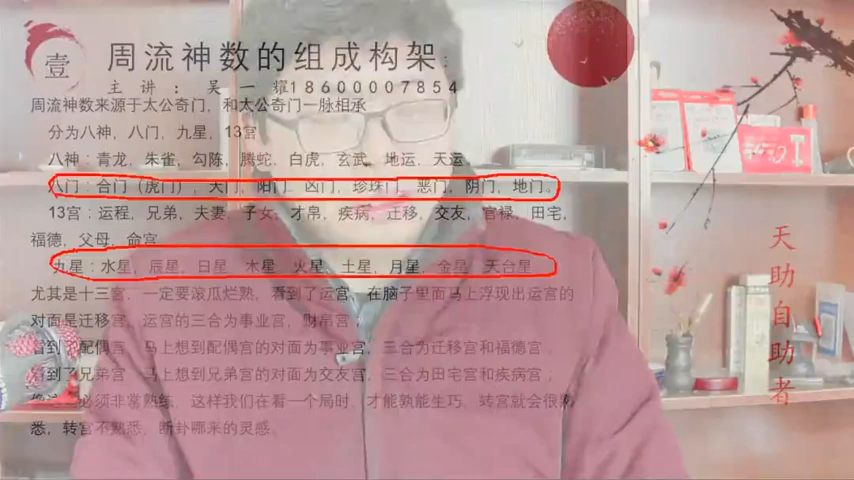 壹
周流神数的组成构架:
主讲：吴一耀18600007854
周流神数来源于太公奇门，和太公奇门一脉相承
分为八神，八门，九星，13宫
八神：青龙，朱雀，勾陈，腾蛇，白虎，玄武，地运，天运。
八门：合门（虎门），天门，阳门，凶门，珍珠门，恶门，阴门，地门。
13宫：运程，兄弟，夫妻，子女，才帛，疾病，迁移，交友，官禄，田宅，
福德，父母，命宫
九星：水星，辰星，日星，木星，火星，土星，月星，金星，天台星
尤其是十三宫，一定要滚瓜烂熟，看到了运宫，在脑子里面马上浮现出运宫的
对面是迁移宫，运宫的三合为事业宫，财帛宫
看到了配偶宫，马上想到配偶宫的对面为事业宫，三合为迁移宫和福德宫
看到了兄弟宫，马上想到兄弟宫的对面为交友宫，三合为田宅宫和疾病宫；
必须非常熟练，这样我们在看一个局时，才能熟能生巧，转宫就会很熟
悉，转宫不熟悉，断卦哪来的灵感。
天助自助者